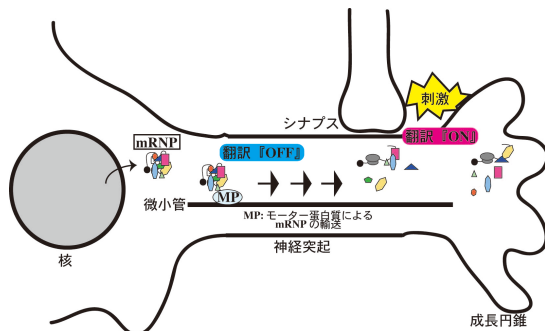 刺激
シナプス
翻訳『ON』
mRNP
翻訳『OFF』
MP
微小管
MP: モーター蛋白質による
mRNP の輸送
神経突起
核
成長円錐